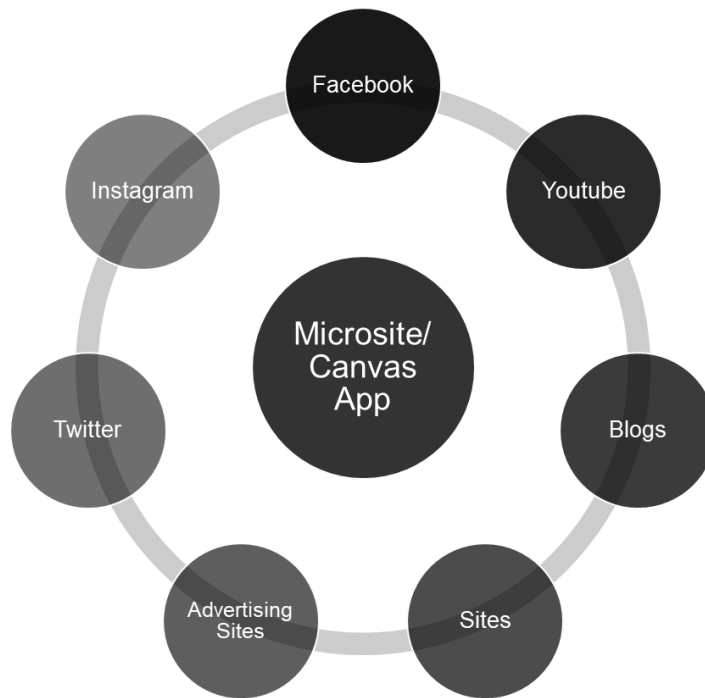 Facebook
Youtube
Blogs
Sites
Advertising
Sites
Twitter
Instagram
Microsite/
Canvas
App